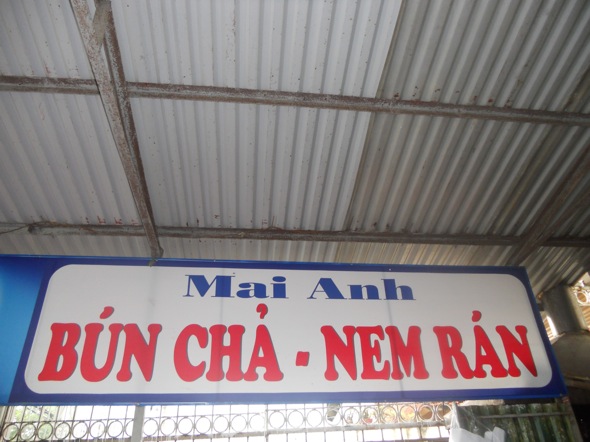 Mai Anh
BÚN CHẢ - NEM RÁN